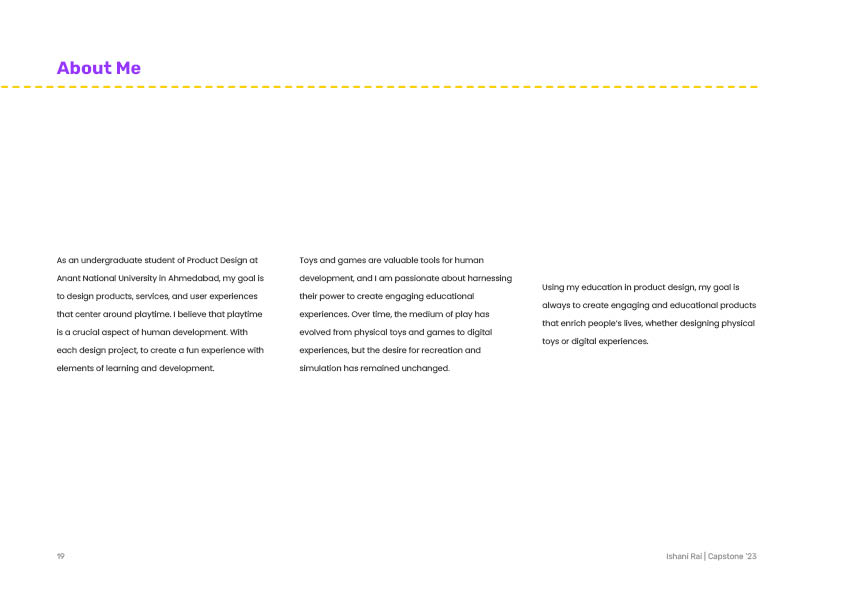 About Me
As an undergraduate student of Product Design at
Anant National University in Ahmedabad, my goal is
to design products, services, and user experiences
that center around playtime. I believe that playtime
is a crucial aspect of human development. With
each design project, to create a fun experience with
elements of learning and development.
Toys and games are valuable tools for human
development, and I am passionate about harnessing
their power to create engaging educational
experiences. Over time, the medium of play has
evolved from physical toys and games to digital
experiences, but the desire for recreation and
simulation has remained unchanged.
Using my education in product design, my goal is
always to create engaging and educational products
that enrich people's lives, whether designing physical
toys or digital experiences.
19
Ishani Rai | Capstone '23